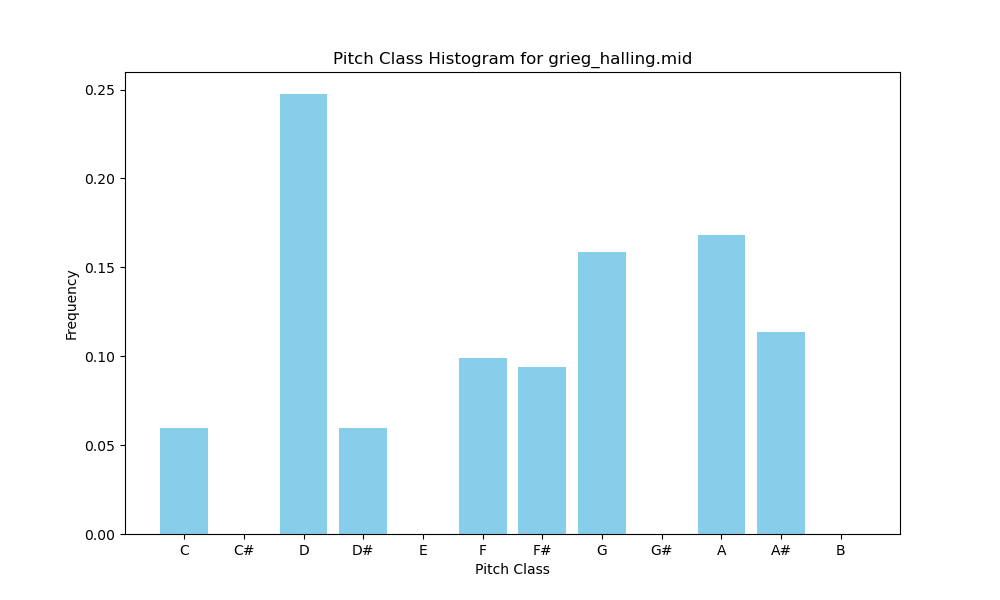 Pitch Class Histogram for grieg_halling.mid
Frequency
0.25
0.20
0.15
0.10
0.05
0.00
C C# D D# E F F# G G# A A# B
Pitch Class